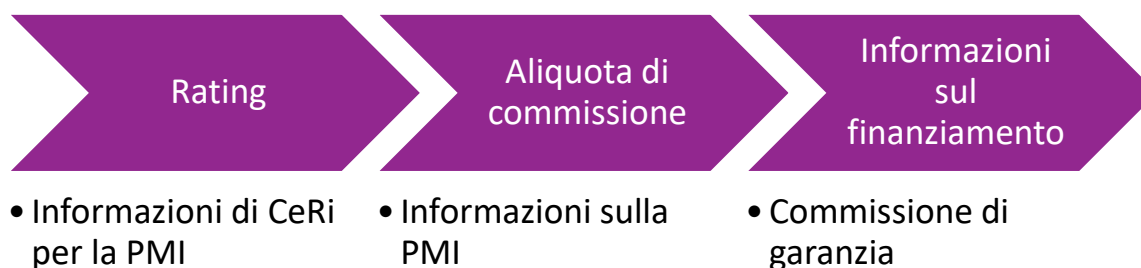 Rating
Aliquota di
commissione
Informazioni
sul
finanziamento
• Informazioni di CeRi
per la PMI
• Informazioni sulla
PMI
• Commissione di
garanzia